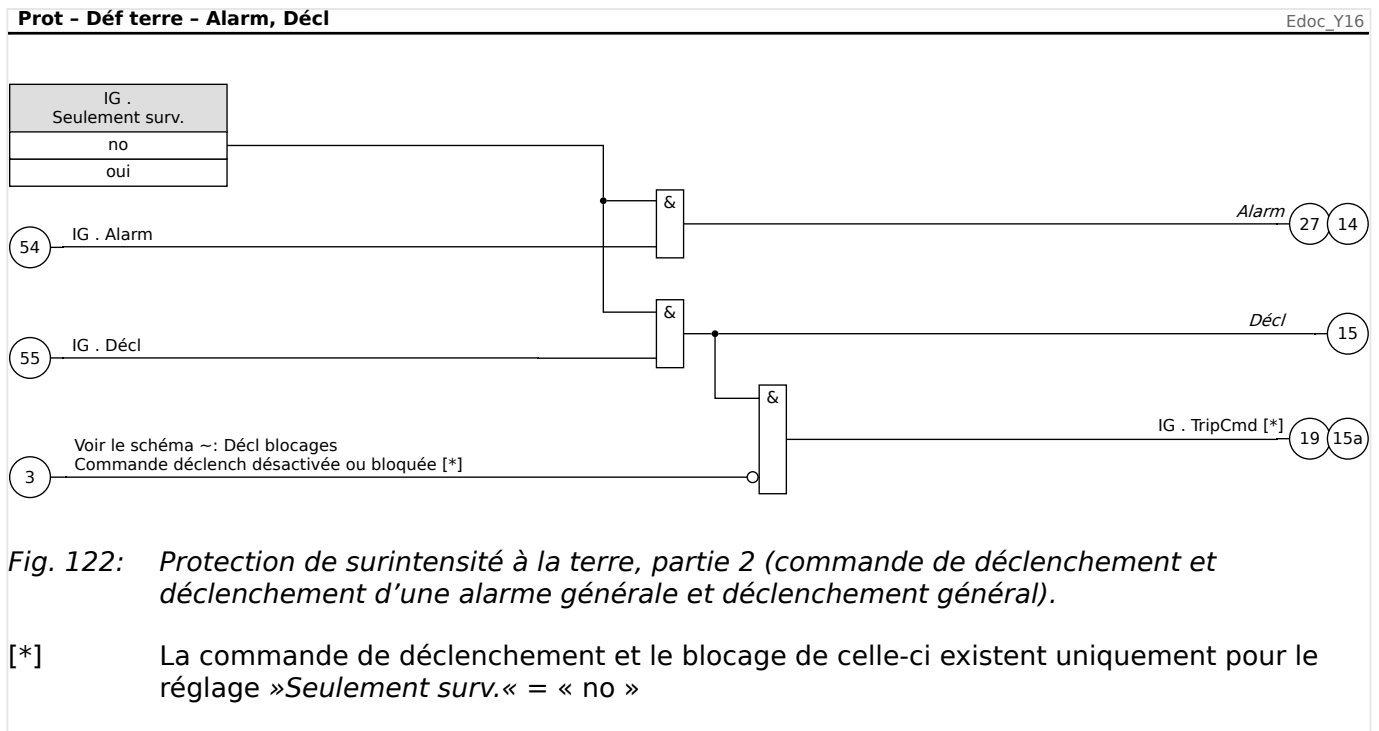 Prot – Déf terre – Alarm, Décl
Edoc_Y16
IG .
Seulement surv.
no
oui
&
Alarm
27
14
54
IG . Alarm
&
Décl
15
55
IG . Décl
&
IG . TripCmd [*]
19
15a
Voir le schéma ~: Décl blocages
Commande déclench désactivée ou bloquée [*]
3
Fig. 122: Protection de surintensité à la terre, partie 2 (commande de déclenchement et
déclenchement d’une alarme générale et déclenchement général).
[*] La commande de déclenchement et le blocage de celle-ci existent uniquement pour le
réglage »Seulement surv.« = « no »